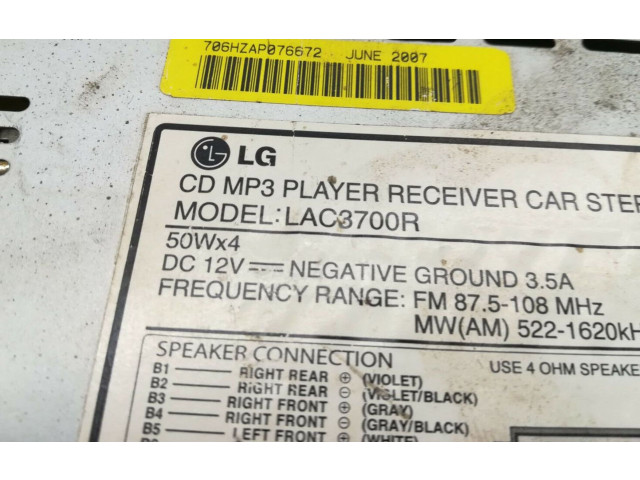 706HZAP076672 JUNE 2007
LG
CD MP3 PLAYER RECEIVER CAR STER
MODEL:LAC3700R
50Wx4
DC 12V NEGATIVE GROUND 3.5A
FREQUENCY RANGE: FM 87.5-108 MHz
MW(AM) 522-1620kH
SPEAKER CONNECTION
USE 4 OHM SPEAKE
B1 RIGHT REAR ⊕ (VIOLET)
B2 RIGHT REAR ⊖ (VIOLET/BLACK)
B3 RIGHT FRONT ⊕ (GRAY)
B4 RIGHT FRONT ⊖ (GRAY/BLACK)
B5 LEFT FRONT ⊕ (WHITE)